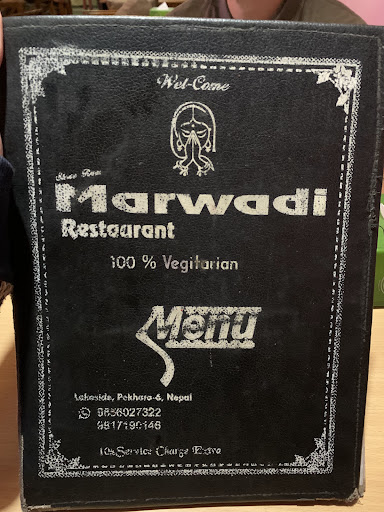 Wel-Come
Shree Ram
Marwadi
Restaurant
100 % Vegitarian
Menu
Lakeside, Pokhara-6, Nepal
9856027322
9817190146
10% Service Charge Extra